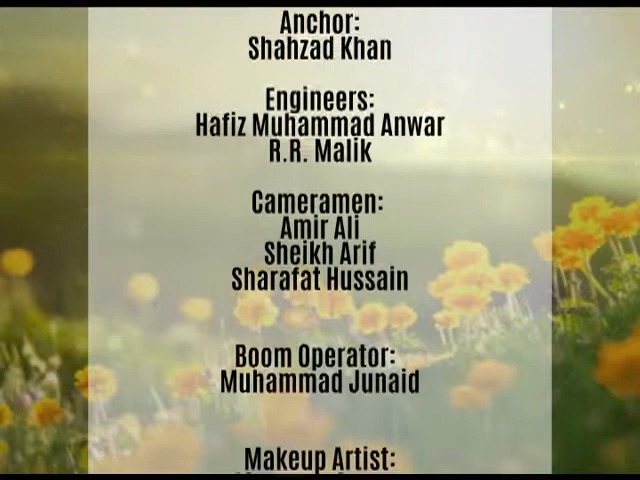 Anchor:
Shahzad Khan
Engineers:
Hafiz Muhammad Anwar
R.R. Malik
Cameramen:
Amir Ali
Sheikh Arif
Sharafat Hussain
Boom Operator:
Muhammad Junaid
Makeup Artist: